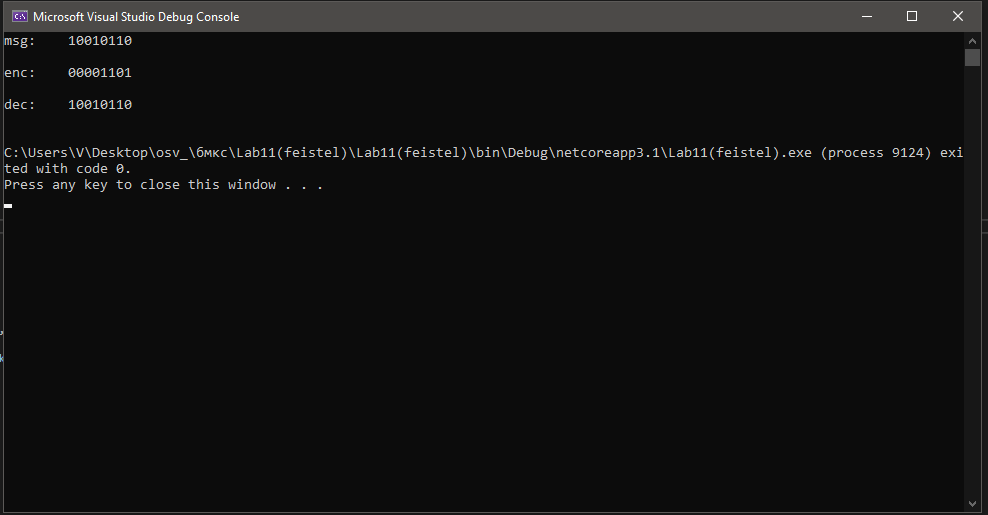 Microsoft Visual Studio Debug Console
msg:    10010110
enc:    00001101
dec:    10010110
C:\Users\V\Desktop\osv_\бмкс\Lab11(feistel)\Lab11(feistel)\bin\Debug\netcoreapp3.1\Lab11(feistel).exe (process 9124) exi
ted with code 0.
Press any key to close this window . . .